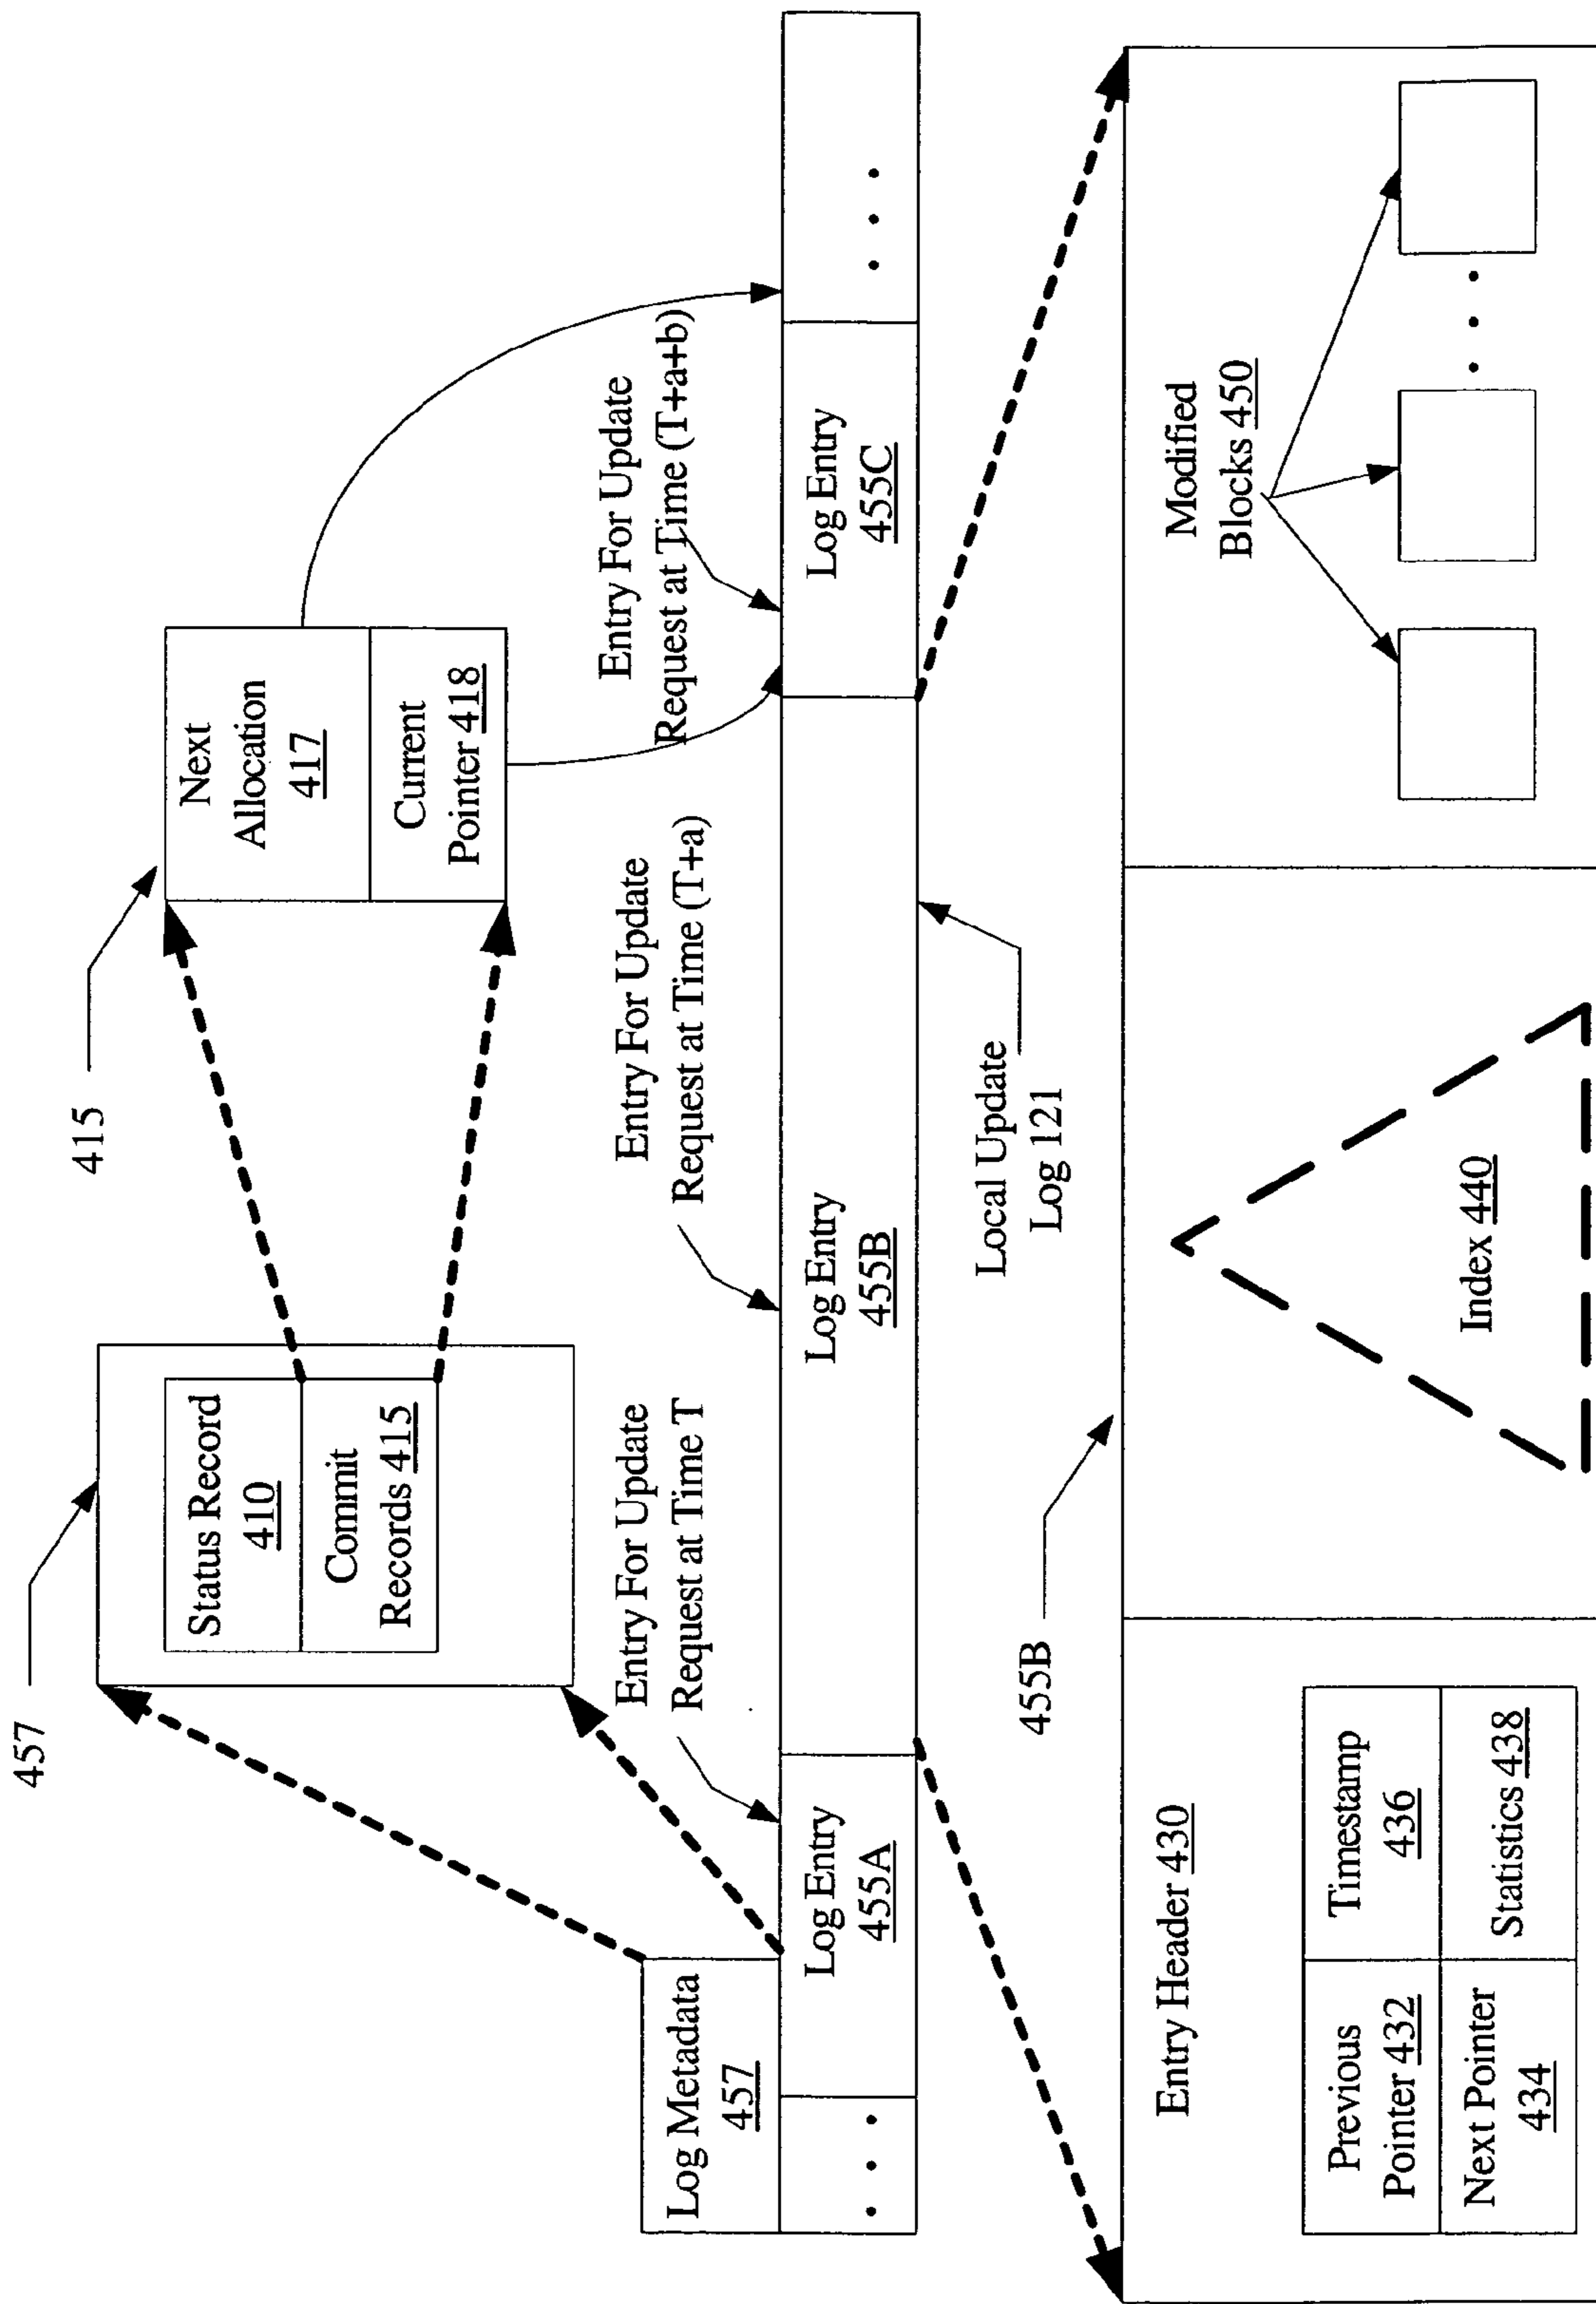 457
415
Status Record
410
Commit
Records 415
Next
Allocation
417
Current
Pointer 418
Log Metadata
457
Entry For Update
Request at Time T
Entry For Update
Request at Time (T+a)
Entry For Update
Request at Time (T+a+b)
. . .
Log Entry
455A
Log Entry
455B
Log Entry
455C
. . .
Local Update
Log 121
455B
Entry Header 430
Previous
Pointer 432
Timestamp
436
Next Pointer
434
Statistics 438
Index 440
Modified
Blocks 450
. . .